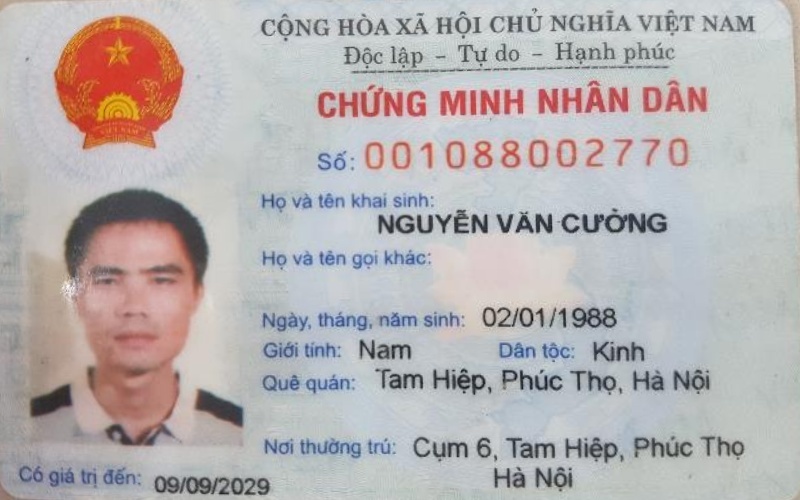 CỘNG HÒA XÃ HỘI CHỦ NGHĨA VIỆT NAM
Độc lập – Tự do – Hạnh phúc
CHỨNG MINH NHÂN DÂN
Số: 001088002770
Họ và tên khai sinh:
NGUYỄN VĂN CƯỜNG
Họ và tên gọi khác:
Ngày, tháng, năm sinh: 02/01/1988
Giới tính: Nam Dân tộc: Kinh
Quê quán: Tam Hiệp, Phúc Thọ, Hà Nội
Nơi thường trú: Cụm 6, Tam Hiệp, Phúc Thọ
Hà Nội
Có giá trị đến: 09/09/2029
VIỆT NAM